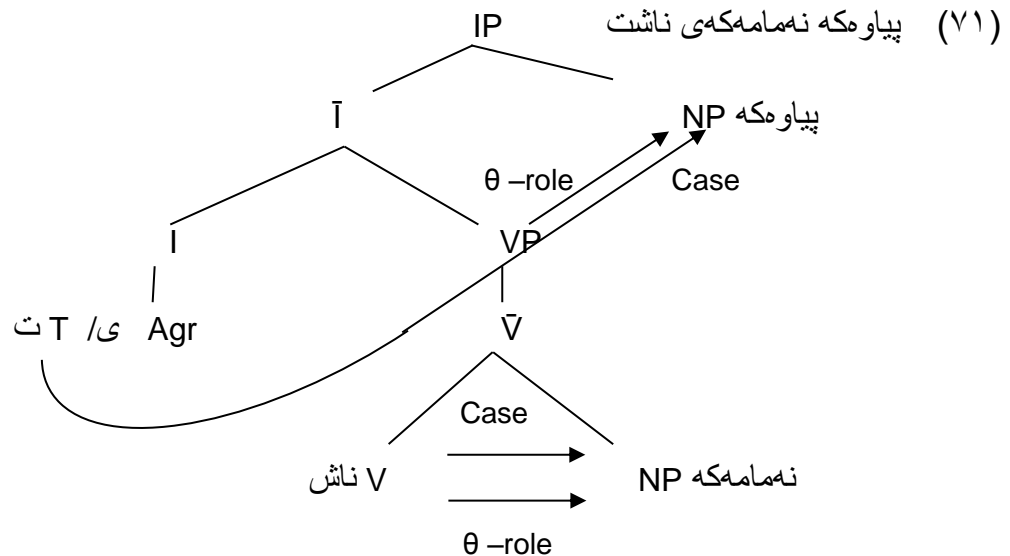 (٧١) پیاوەکە نەمامەکەی ناشت
IP
Ī
NP پیاوەکە
θ –role
Case
I
VP
ت T /ی Agr
V̄
Case
ناش V
NP نەمامەکە
θ –role